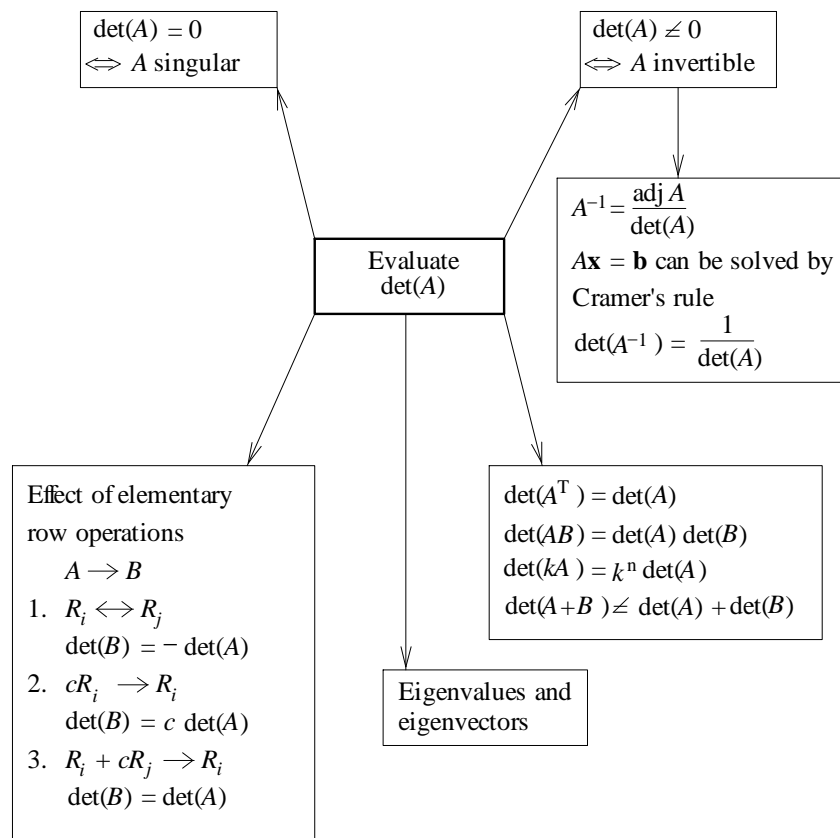 det(A) = 0
⟺ A singular
det(A) ≠ 0
⟺ A invertible
A⁻¹ = adj A / det(A)
Ax = b can be solved by
Cramer's rule
det(A⁻¹) = 1 / det(A)
Evaluate
det(A)
Effect of elementary
row operations
A → B
1. Rᵢ ↔ Rⱼ
det(B) = − det(A)
2. cRᵢ → Rᵢ
det(B) = c det(A)
3. Rᵢ + cRⱼ → Rᵢ
det(B) = det(A)
Eigenvalues and
eigenvectors
det(Aᵀ) = det(A)
det(AB) = det(A) det(B)
det(kA) = kⁿ det(A)
det(A+B) ≠ det(A) + det(B)